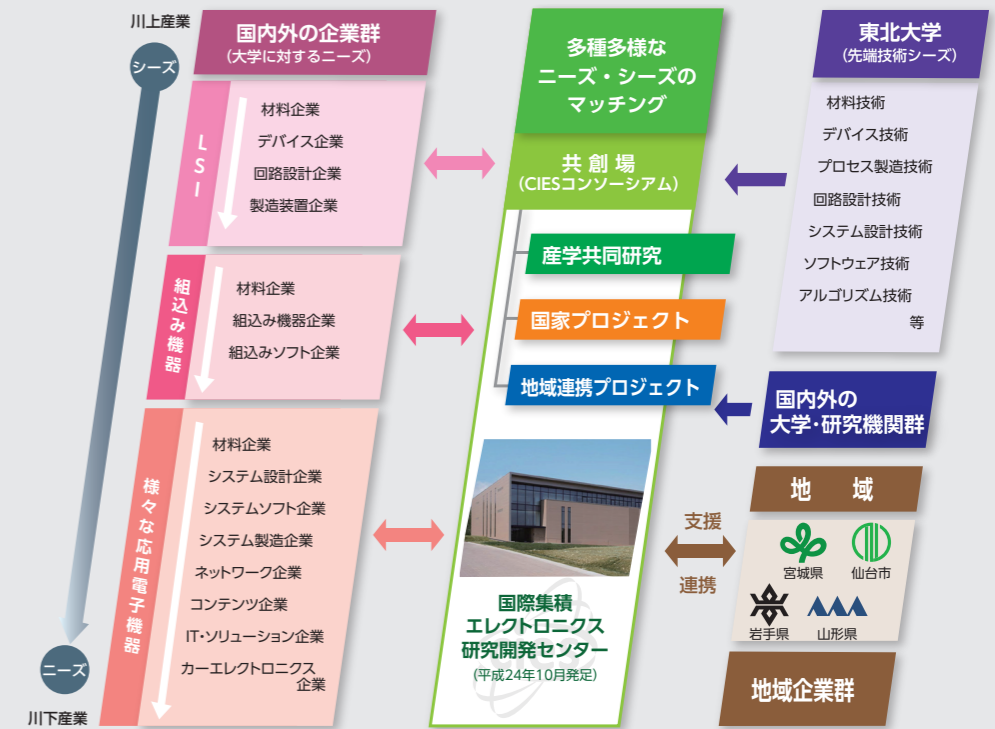 川上産業
シーズ
ニーズ
川下産業
国内外の企業群
(大学に対するニーズ)
LSI
材料企業
デバイス企業
回路設計企業
製造装置企業
組込み機器
材料企業
組込み機器企業
組込みソフト企業
様々な応用電子機器
材料企業
システム設計企業
システムソフト企業
システム製造企業
ネットワーク企業
コンテンツ企業
IT・ソリューション企業
カーエレクトロニクス
企業
多種多様な
ニーズ・シーズの
マッチング
共創場
(CIESコンソーシアム)
産学共同研究
国家プロジェクト
地域連携プロジェクト
国際集積
エレクトロニクス
研究開発センター
(平成24年10月発足)
cies
東北大学
(先端技術シーズ)
材料技術
デバイス技術
プロセス製造技術
回路設計技術
システム設計技術
ソフトウェア技術
アルゴリズム技術
等
国内外の
大学・研究機関群
支援
連携
地域
宮城県
仙台市
岩手県
山形県
地域企業群